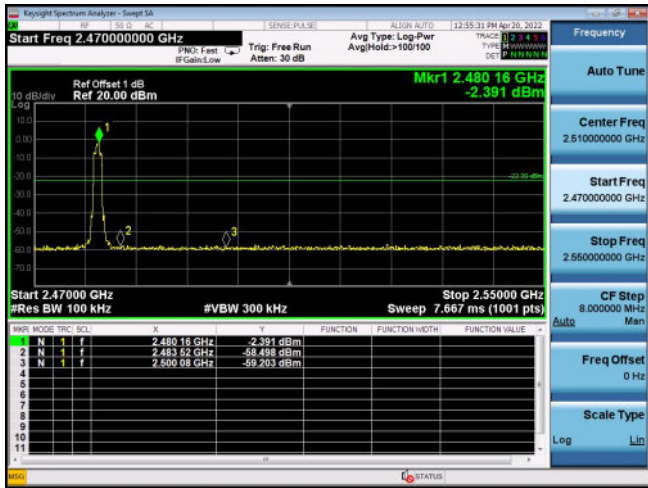 Keysight Spectrum Analyzer - Swept SA
RF 50 Ω AC SENSE:PULSE ALIGN AUTO 12:55:31 PM Apr 20, 2022
Start Freq 2.470000000 GHz
PNO: Fast
IFGain:Low
Trig: Free Run
Atten: 30 dB
Avg Type: Log-Pwr
Avg|Hold:>100/100
TRACE 1 2 3 4 5 6
TYPE M WWWWW
DET P N N N N N
Frequency
Auto Tune
Center Freq
2.510000000 GHz
Start Freq
2.470000000 GHz
Stop Freq
2.550000000 GHz
CF Step
8.000000 MHz
Auto Man
Freq Offset
0 Hz
Scale Type
Log Lin
Ref Offset 1 dB
10 dB/div Ref 20.00 dBm
Log
Mkr1 2.480 16 GHz
-2.391 dBm
10.0
0.00
-10.0
-20.0
-30.0
-40.0
-50.0
-60.0
-70.0
1
2
3
-22.39 dBm
Start 2.47000 GHz Stop 2.55000 GHz
#Res BW 100 kHz #VBW 300 kHz Sweep 7.667 ms (1001 pts)
MKR MODE TRC SCL X Y FUNCTION FUNCTION WIDTH FUNCTION VALUE
1 N 1 f 2.480 16 GHz -2.391 dBm
2 N 1 f 2.483 52 GHz -58.498 dBm
3 N 1 f 2.500 08 GHz -59.203 dBm
4
5
6
7
8
9
10
11
MSG STATUS